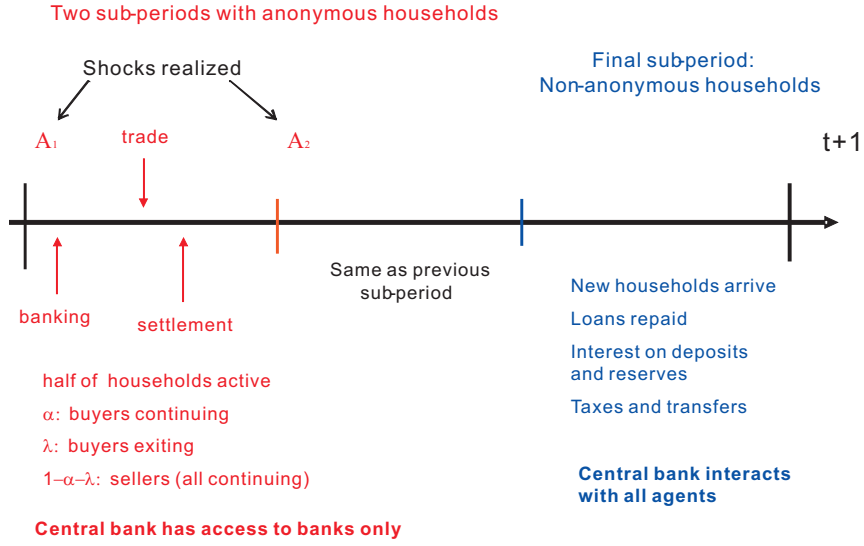 Two sub-periods with anonymous households
Shocks realized
Final sub-period:
Non-anonymous households
A₁
trade
A₂
t+1
banking
settlement
Same as previous
sub-period
New households arrive
Loans repaid
Interest on deposits
and reserves
Taxes and transfers
half of households active
α: buyers continuing
λ: buyers exiting
1–α–λ: sellers (all continuing)
Central bank has access to banks only
Central bank interacts
with all agents